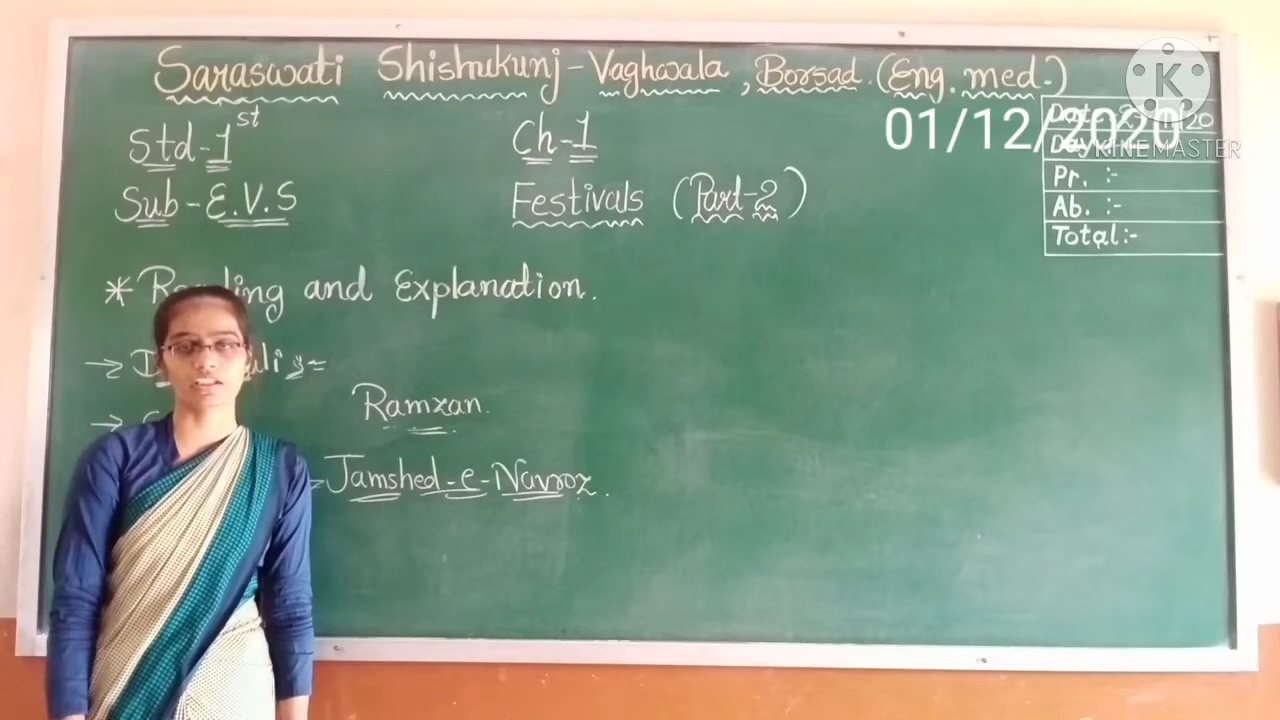 Saraswati Shishukunj-Vaghwala, Borsad. (Eng. med.)
Std-1st
Ch-1
Sub-E.V.S
Festivals (Part-2)
K
01/12/2020
KINEMASTER
Pr. :-
Ab. :-
Total:-
* and Explanation.
→
Ramzan.
→
Jamshed-e-Navroz.